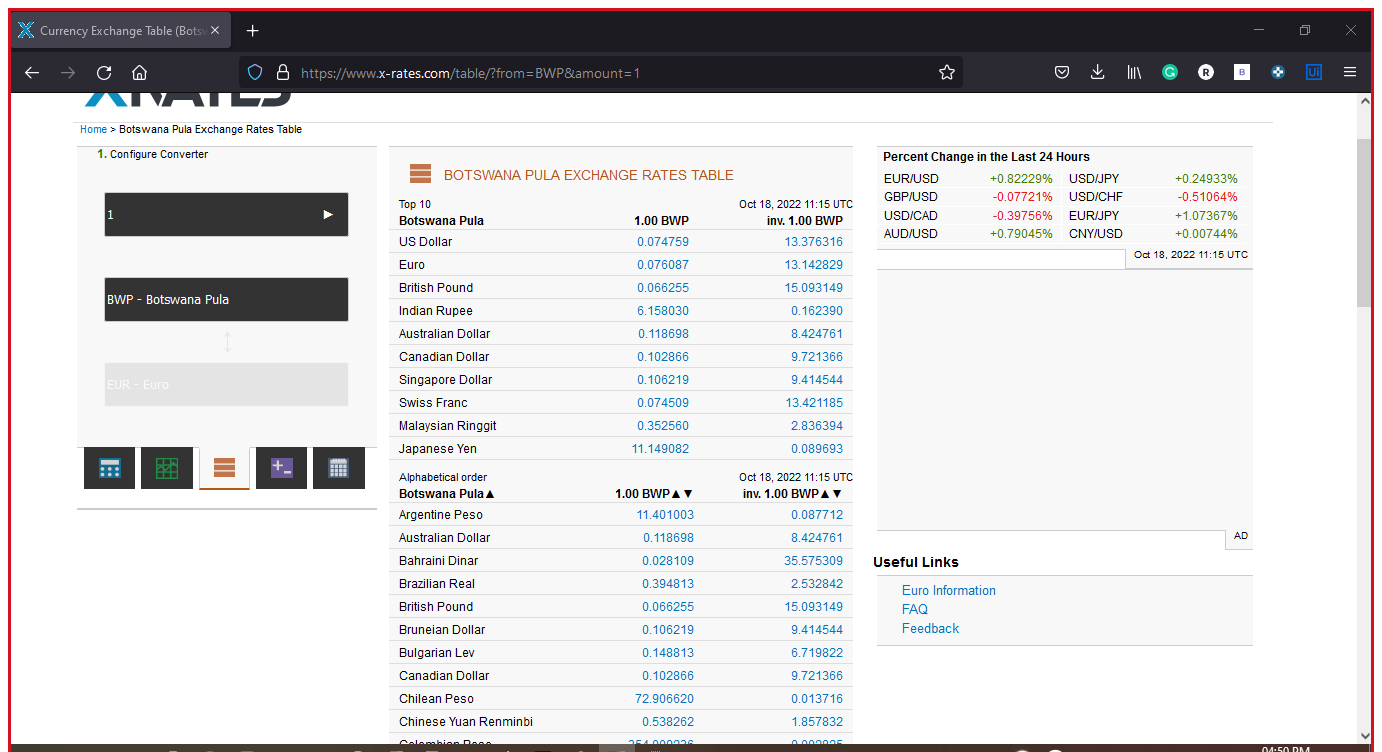 Currency Exchange Table (Bots
https://www.x-rates.com/table/?from=BWP&amount=1
Home > Botswana Pula Exchange Rates Table
1. Configure Converter
1
BWP - Botswana Pula
EUR - Euro
BOTSWANA PULA EXCHANGE RATES TABLE
Top 10 Oct 18, 2022 11:15 UTC
Botswana Pula 1.00 BWP inv. 1.00 BWP
US Dollar 0.074759 13.376316
Euro 0.076087 13.142829
British Pound 0.066255 15.093149
Indian Rupee 6.158030 0.162390
Australian Dollar 0.118698 8.424761
Canadian Dollar 0.102866 9.721366
Singapore Dollar 0.106219 9.414544
Swiss Franc 0.074509 13.421185
Malaysian Ringgit 0.352560 2.836394
Japanese Yen 11.149082 0.089693
Alphabetical order Oct 18, 2022 11:15 UTC
Botswana Pula▲ 1.00 BWP▲▼ inv. 1.00 BWP▲▼
Argentine Peso 11.401003 0.087712
Australian Dollar 0.118698 8.424761
Bahraini Dinar 0.028109 35.575309
Brazilian Real 0.394813 2.532842
British Pound 0.066255 15.093149
Bruneian Dollar 0.106219 9.414544
Bulgarian Lev 0.148813 6.719822
Canadian Dollar 0.102866 9.721366
Chilean Peso 72.906620 0.013716
Chinese Yuan Renminbi 0.538262 1.857832
Percent Change in the Last 24 Hours
EUR/USD +0.82229% USD/JPY +0.24933%
GBP/USD -0.07721% USD/CHF -0.51064%
USD/CAD -0.39756% EUR/JPY +1.07367%
AUD/USD +0.79045% CNY/USD +0.00744%
Oct 18, 2022 11:15 UTC
AD
Useful Links
Euro Information
FAQ
Feedback
04:50 PM